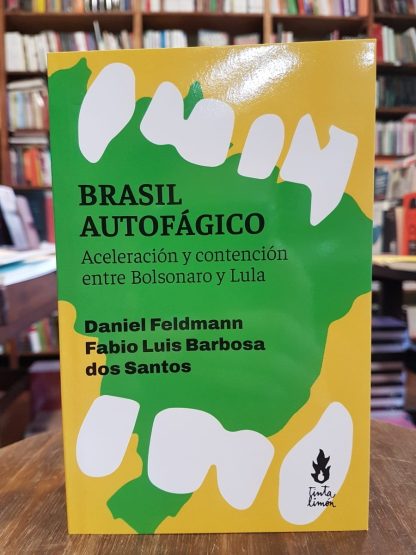 BRASIL
AUTOFÁGICO
Aceleración y contención
entre Bolsonaro y Lula
Daniel Feldmann
Fabio Luis Barbosa
dos Santos
tinta
limón